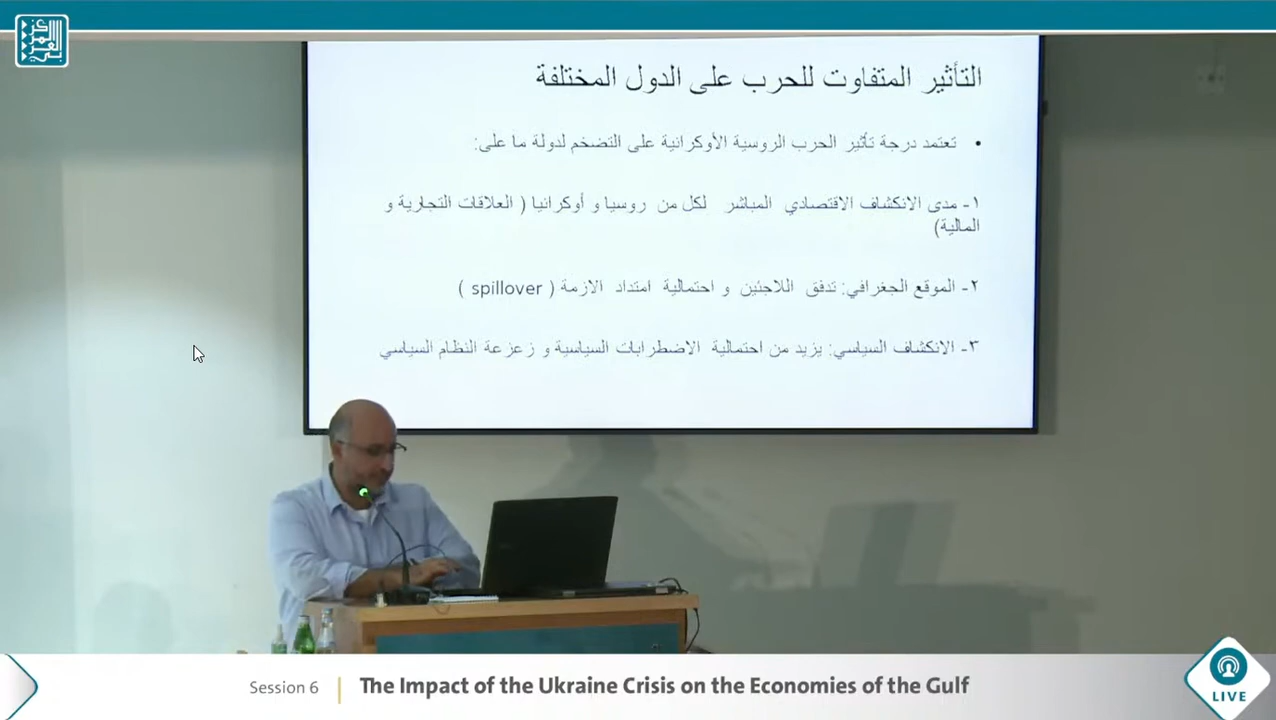 التأثير المتفاوت للحرب على الدول المختلفة
• تعتمد درجة تأثير الحرب الروسية الأوكرانية على التضخم لدولة ما على:
١- مدى الانكشاف الاقتصادي المباشر لكل من روسيا و أوكرانيا ( العلاقات التجارية و
المالية)
٢- الموقع الجغرافي: تدفق اللاجئين و احتمالية امتداد الازمة ( spillover )
٣- الانكشاف السياسي: يزيد من احتمالية الاضطرابات السياسية و زعزعة النظام السياسي
Session 6
The Impact of the Ukraine Crisis on the Economies of the Gulf
LIVE